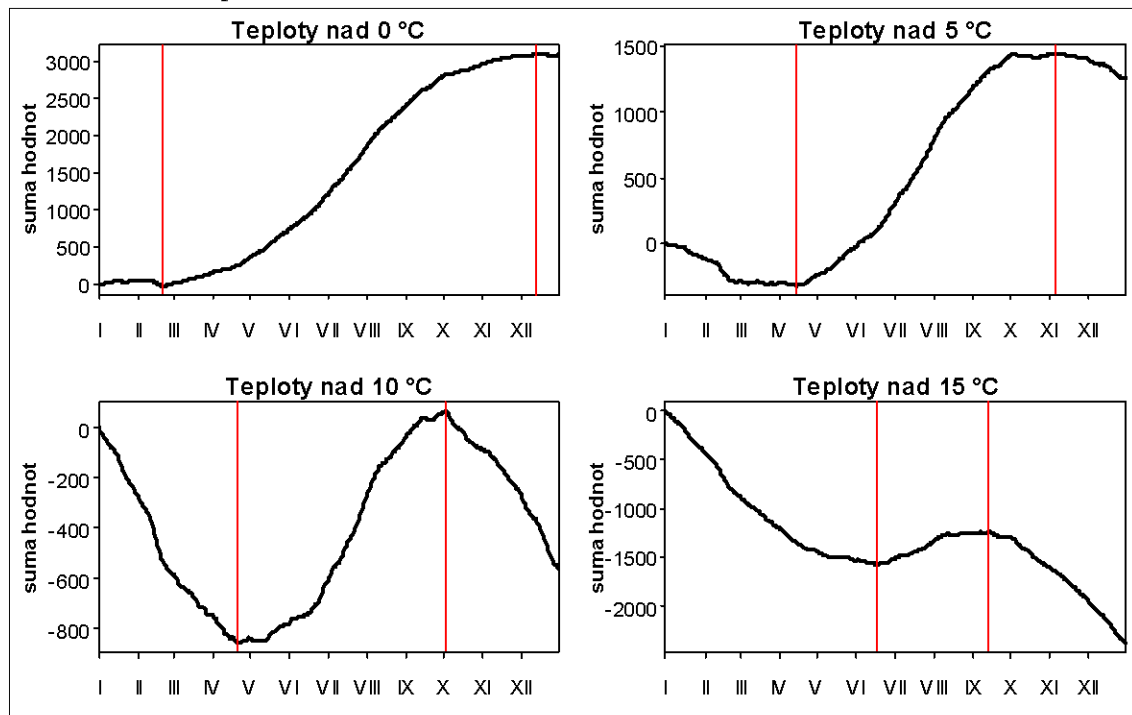 Teploty nad 0 °C
suma hodnot
3000
2500
2000
1500
1000
500
0
I II III IV V VI VII VIII IX X XI XII
Teploty nad 5 °C
suma hodnot
1500
1000
500
0
I II III IV V VI VII VIII IX X XI XII
Teploty nad 10 °C
suma hodnot
0
-200
-400
-600
-800
I II III IV V VI VII VIII IX X XI XII
Teploty nad 15 °C
suma hodnot
0
-500
-1000
-1500
-2000
I II III IV V VI VII VIII IX X XI XII